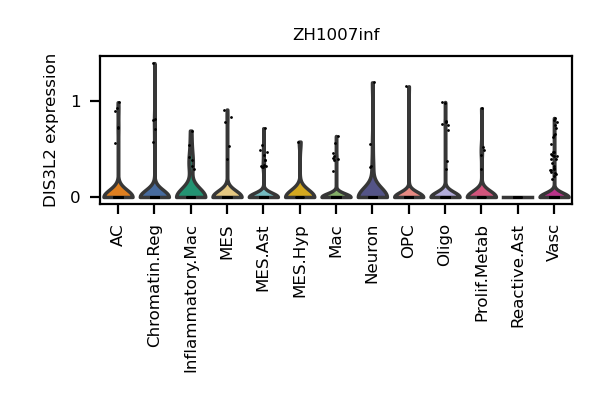 ZH1007inf
DIS3L2 expression
1
0
AC
Chromatin.Reg
Inflammatory.Mac
MES
MES.Ast
MES.Hyp
Mac
Neuron
OPC
Oligo
Prolif.Metab
Reactive.Ast
Vasc